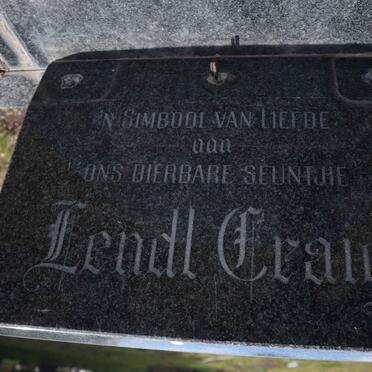 'N SIMBOOL VAN LIEFDE
aan
ONS DIERBARE SEUNTJIE
Lendl